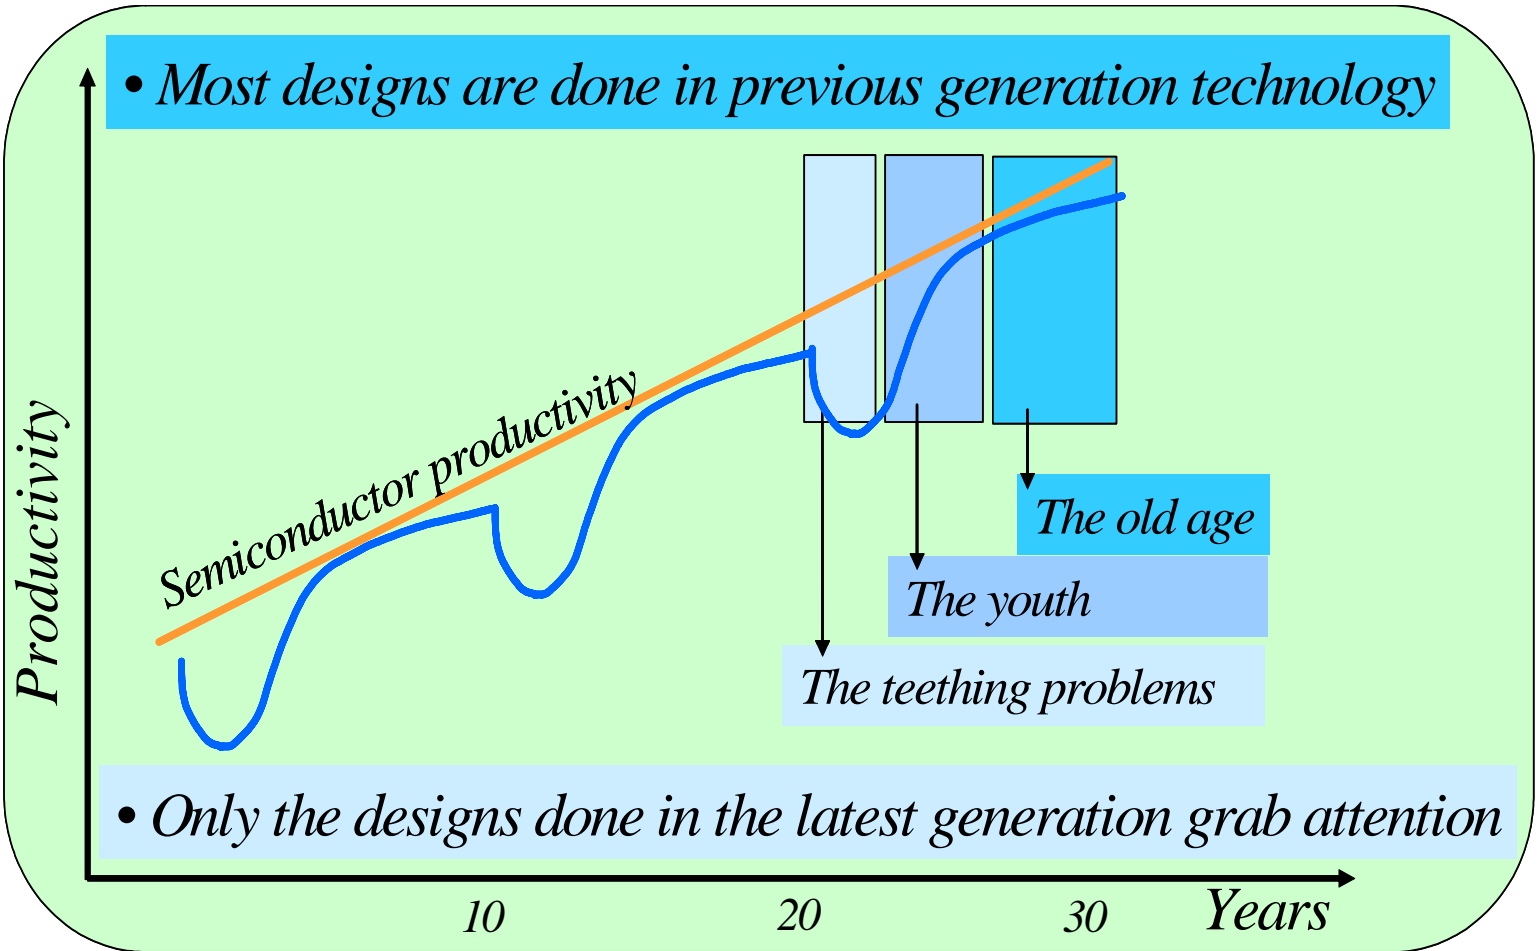 • Most designs are done in previous generation technology
Productivity
Semiconductor productivity
The old age
The youth
The teething problems
• Only the designs done in the latest generation grab attention
10
20
30
Years